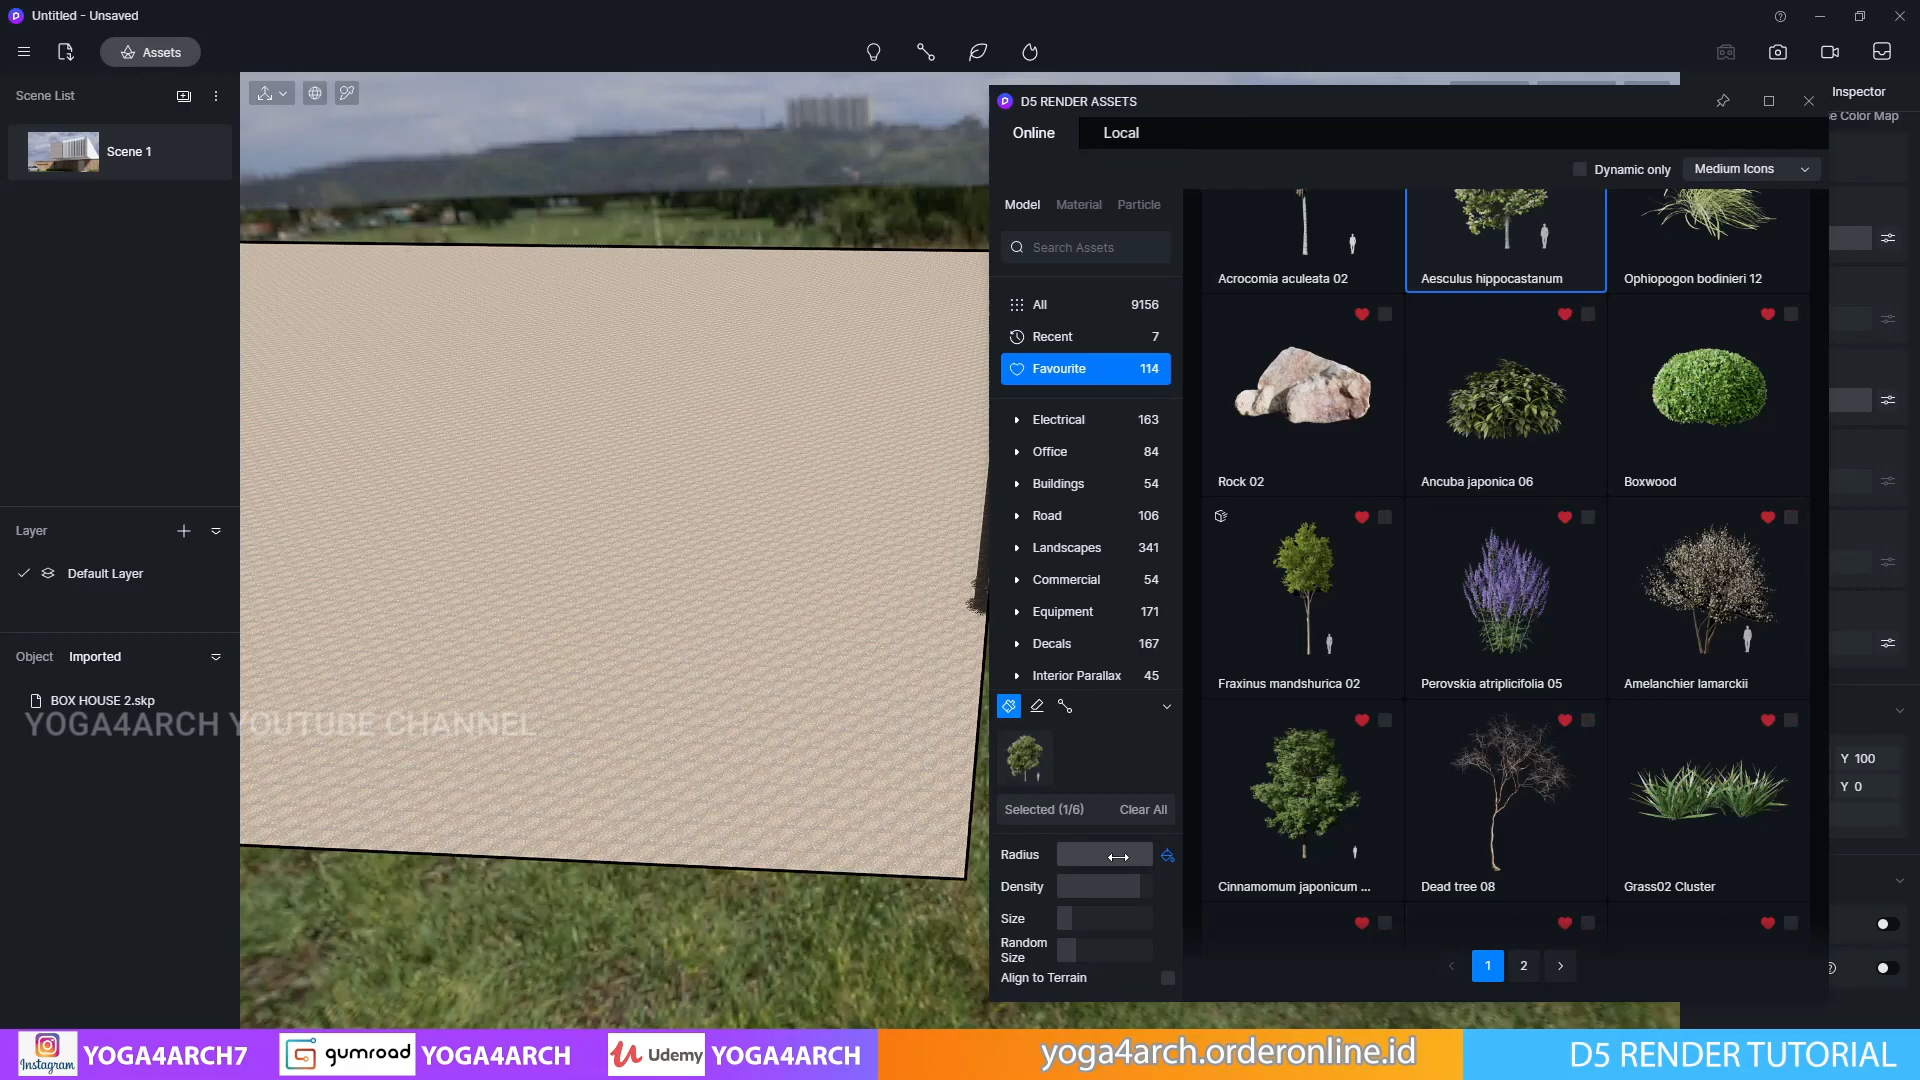 Untitled - Unsaved
Assets
Scene List
Scene 1
Layer
Default Layer
Object Imported
BOX HOUSE 2.skp
YOGA4ARCH YOUTUBE CHANNEL
D5 RENDER ASSETS
Online Local
Dynamic only Medium Icons
Model Material Particle
Search Assets
All 9156
Recent 7
Favourite 114
Electrical 163
Office 84
Buildings 54
Road 106
Landscapes 341
Commercial 54
Equipment 171
Decals 167
Interior Parallax 45
Selected (1/6) Clear All
Radius
Density
Size
Random
Size
Align to Terrain
Acrocomia aculeata 02 Aesculus hippocastanum Ophiopogon bodinieri 12
Rock 02 Ancuba japonica 06 Boxwood
Fraxinus mandshurica 02 Perovskia atriplicifolia 05 Amelanchier lamarckii
Cinnamomum japonicum ... Dead tree 08 Grass02 Cluster
1 2
Inspector
e Color Map
Y 100
Y 0
Instagram YOGA4ARCH7 gumroad YOGA4ARCH Udemy YOGA4ARCH yoga4arch.orderonline.id D5 RENDER TUTORIAL